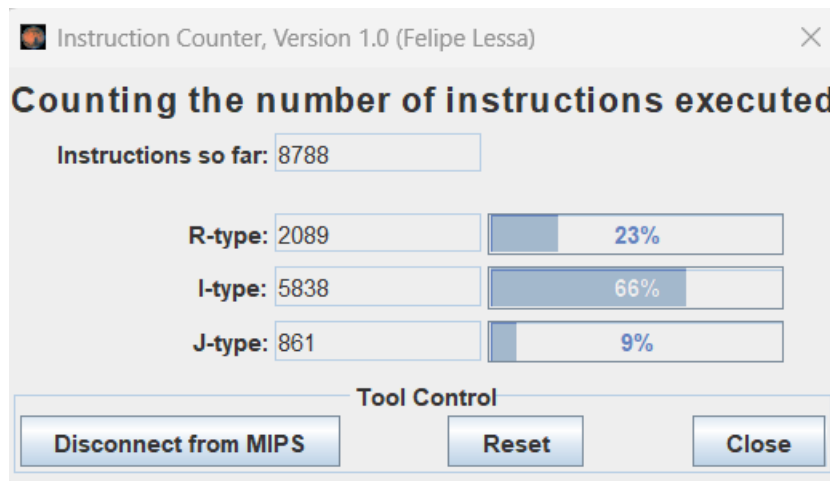 Instruction Counter, Version 1.0 (Felipe Lessa)
Counting the number of instructions executed
Instructions so far: 8788
R-type: 2089 23%
I-type: 5838 66%
J-type: 861 9%
Tool Control
Disconnect from MIPS Reset Close